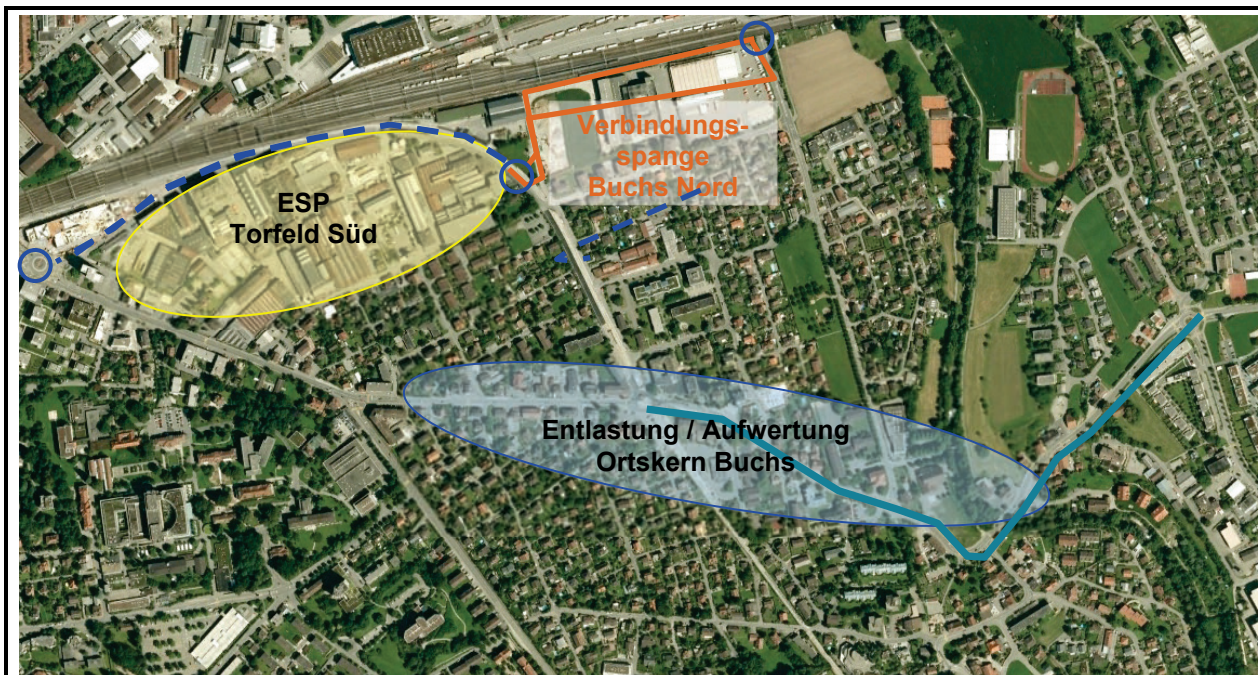 Verbindungs-
spange
Buchs Nord
ESP
Torfeld Süd
Entlastung / Aufwertung
Ortskern Buchs